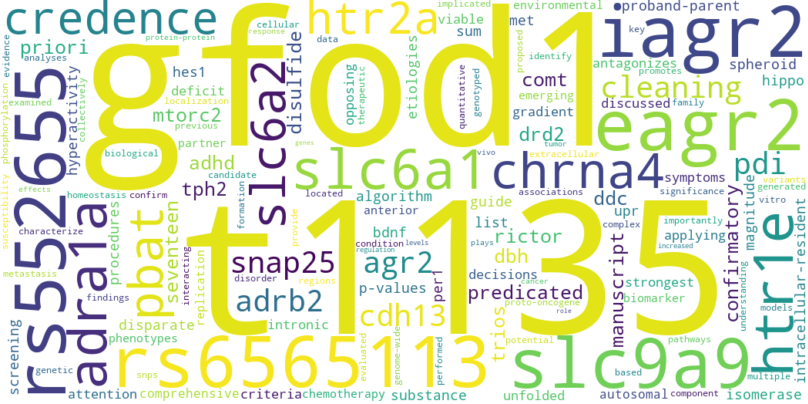 credence
evidence
protein-protein
cellular
response
htr2a
implicated
viable
environmental
●proband-parent
key
iagr2
priori
analyses
gfod1
data
met
sum
proposed
identify
promotes
antagonizes
spheroid
phosphorylation
examined
collectively
hyperactivity
hes1
deficit
localization
previous
mtorc2
biological
partner
adhd
candidate
slc6a2
disulfide
genes
opposing
therapeutic
etiologies
quantitative
genotyped
comt
emerging
gradient
drd2
tumor
vivo
extracellular
cleaning
discussed
family
hippo
eagr2
rs552655
adra1a
pbat
seventeen
procedures
susceptibility
effects
homeostasis
confirm
characterize
metastasis
findings
tph2
interacting
replication
t1135
slc6a1
located
formation
provide
algorithm
anterior
associations
chrna4
symptoms
significance
importantly
pdi
variants
generated
vitro
guide
ddc
upr
complex
list
rictor
applying
manuscript
confirmatory
magnitude
intracellular-resident
understanding
models
htr1e
snap25
disorder
regions
condition
levels
regulation
bdnf
agr2
per1
plays
increased
dbh
decisions
adrb2
p-values
predicated
strongest
biomarker
cdh13
cancer
proto-oncogene
role
trios
disparate
intronic
phenotypes
screening
genetic
snps
rs6565113
evaluated
genome-wide
performed
potential
pathways
slc9a9
based
attention
comprehensive
criteria
chemotherapy
substance
unfolded
autosomal
component
isomerase